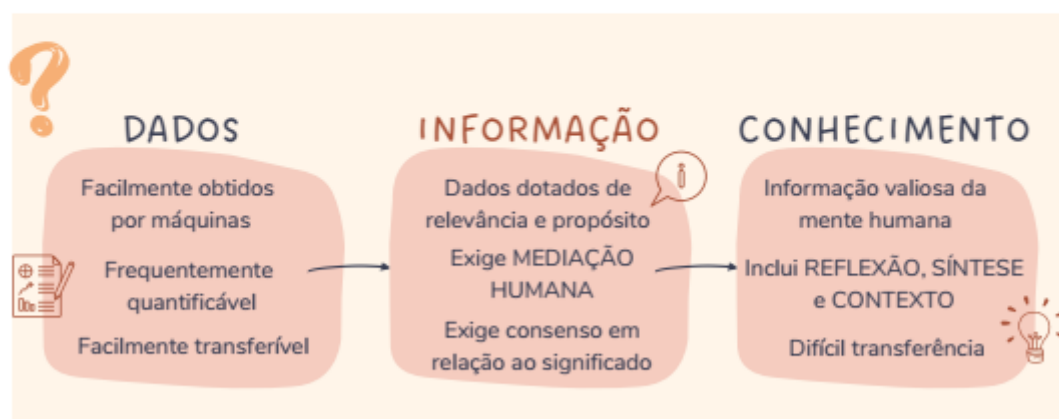 DADOS
Facilmente obtidos
por máquinas
Frequentemente
quantificável
Facilmente transferível
INFORMAÇÃO
Dados dotados de
relevância e propósito
Exige MEDIAÇÃO
HUMANA
Exige consenso em
relação ao significado
CONHECIMENTO
Informação valiosa da
mente humana
Inclui REFLEXÃO, SÍNTESE
e CONTEXTO
Difícil transferência